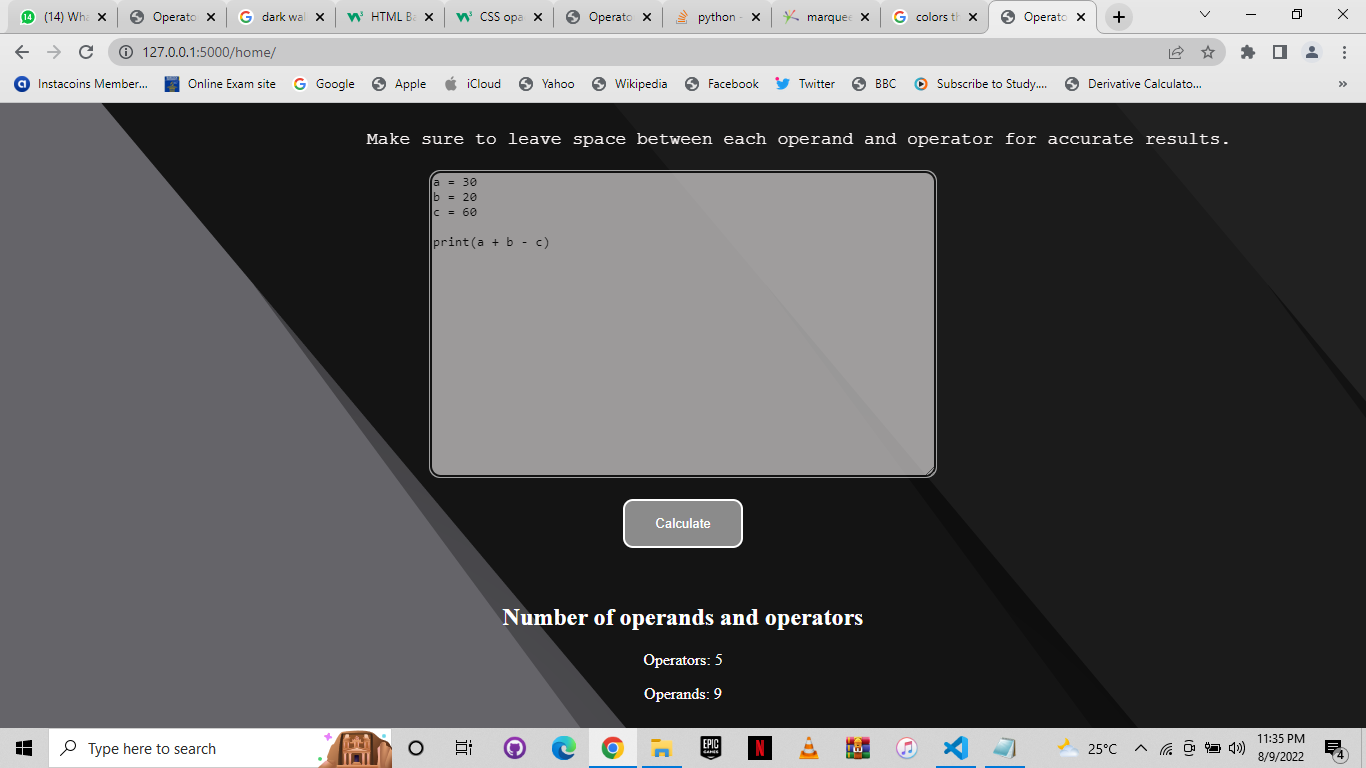 (14) Wha
Operato
dark wal
HTML Ba
CSS opa
Operato
python -
marquee
colors th
Operato
127.0.0.1:5000/home/
Instacoins Member...
Online Exam site
Google
Apple
iCloud
Yahoo
Wikipedia
Facebook
Twitter
BBC
Subscribe to Study....
Derivative Calculato...
»
Make sure to leave space between each operand and operator for accurate results.
a = 30
b = 20
c = 60
print(a + b - c)
Calculate
Number of operands and operators
Operators: 5
Operands: 9
Type here to search
EPIC GAMES
25°C
11:35 PM
8/9/2022
4